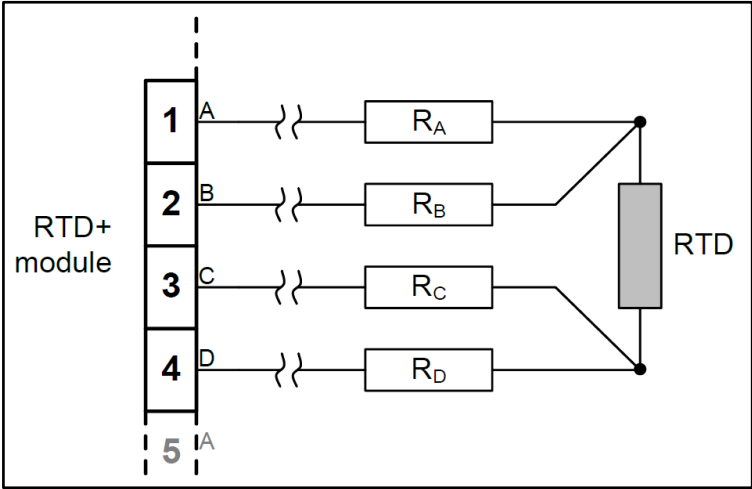 1 A R_A
2 B R_B
RTD+
module
RTD
3 C R_C
4 D R_D
5 A